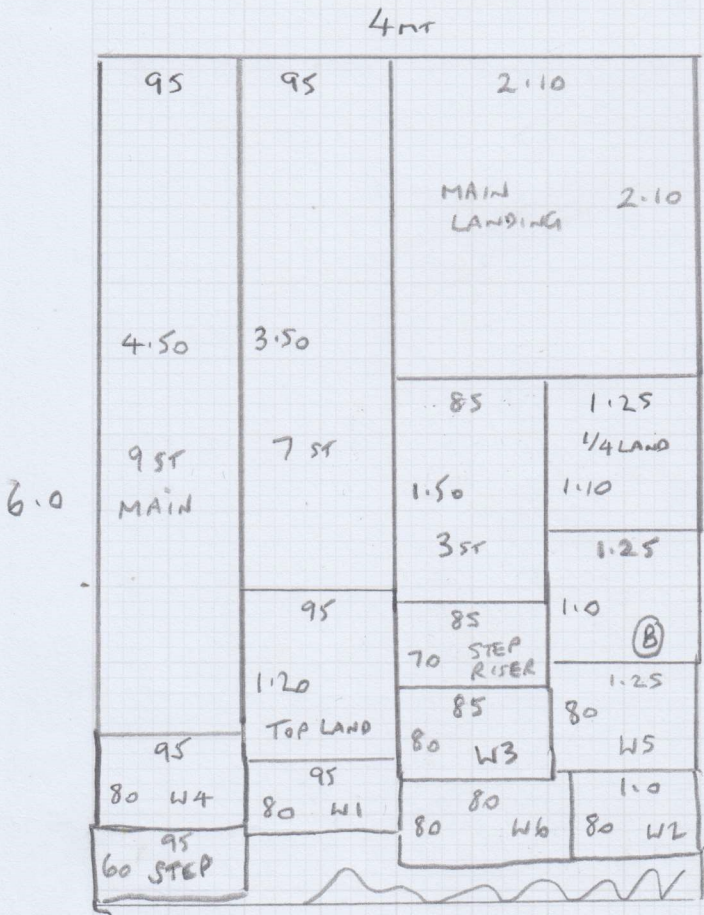 4 MT
95 95 2.10
MAIN 2.10
LANDING
4.50 3.50
85 1.25
1/4 LAND
9 ST 7 ST
1.50 1.10
6.0 MAIN
3 ST
1.25
95 85 1.0
STEP B
70 RISER
1.20 1.25
85 80
TOP LAND
95 80 W3 W5
95 80 1.0
80 W4 80 W1 80 W6 80 W2
95
60 STEP